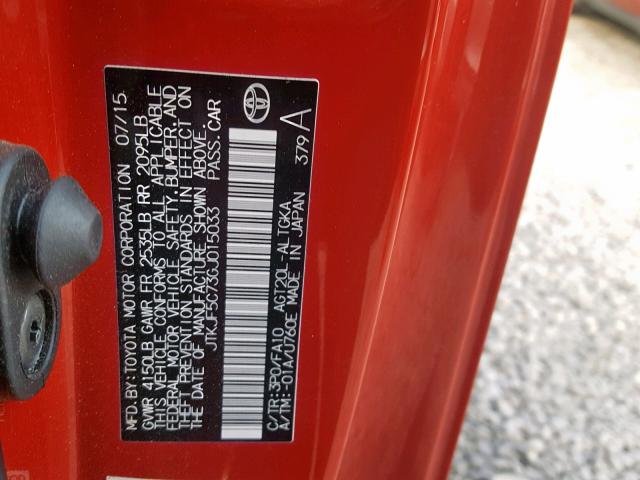 MFD.BY:TOYOTA MOTOR CORPORATION 07/15
GVWR 4150LB GAWR FR 2535LB RR 2095LB
THIS VEHICLE CONFORMS TO ALL APPLICABLE
FEDERAL MOTOR VEHICLE SAFETY, BUMPER, AND
THEFT PREVENTION STANDARDS IN EFFECT ON
THE DATE OF MANUFACTURE SHOWN ABOVE.
JTKJF5C73GJ015033 PASS.CAR
C/TR:3P0/FA10 AGT20L-ALTGKA
A/TM:-01A/U760E MADE IN JAPAN 379 A